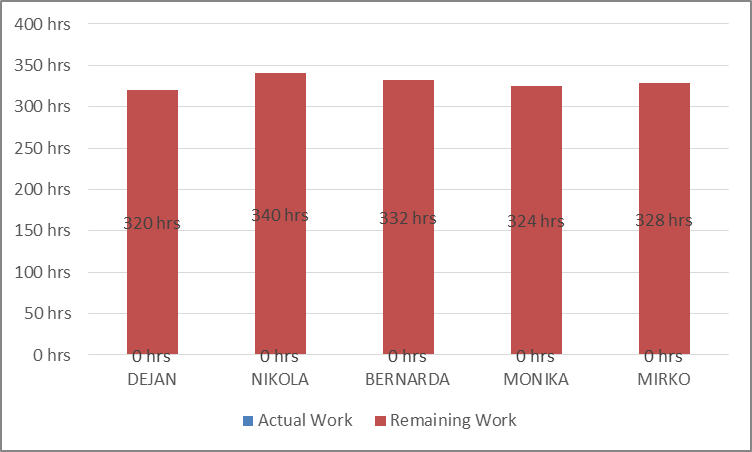 400 hrs
350 hrs
300 hrs
250 hrs
200 hrs
150 hrs
100 hrs
50 hrs
0 hrs
320 hrs 340 hrs 332 hrs 324 hrs 328 hrs
0 hrs 0 hrs 0 hrs 0 hrs 0 hrs
DEJAN NIKOLA BERNARDA MONIKA MIRKO
Actual Work Remaining Work